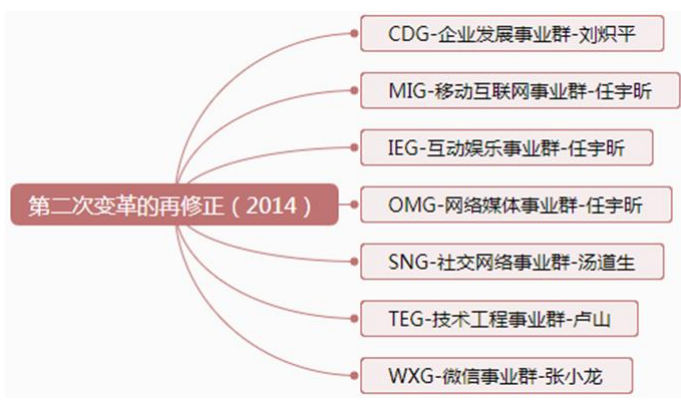 CDG-企业发展事业群-刘炽平
MIG-移动互联网事业群-任宇昕
IEG-互动娱乐事业群-任宇昕
第二次变革的再修正（2014）
OMG-网络媒体事业群-任宇昕
SNG-社交网络事业群-汤道生
TEG-技术工程事业群-卢山
WXG-微信事业群-张小龙